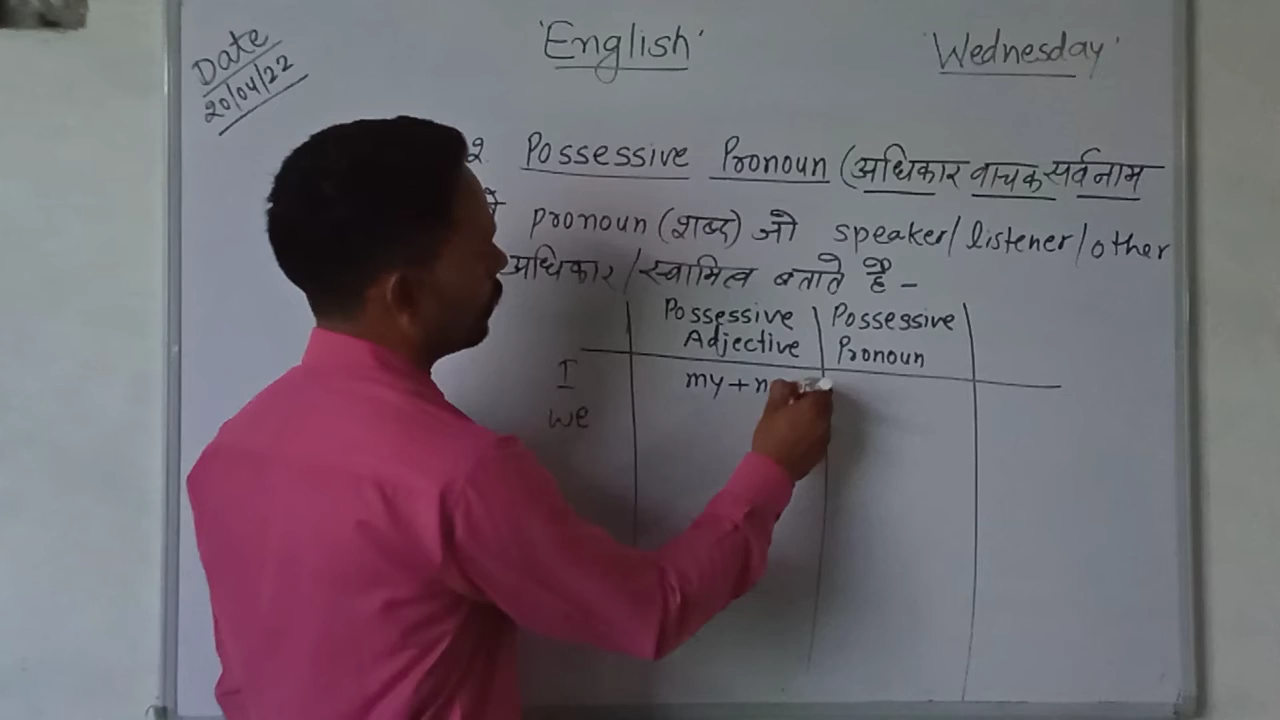 Date
20/04/22
'English'
'Wednesday'
2. Possessive Pronoun (अधिकार वाचक सर्वनाम
वे pronoun (शब्द) जो speaker/listener/other
अधिकार/स्वामित्व बताते है -
Possessive Adjective
Possessive Pronoun
I
my+n
we